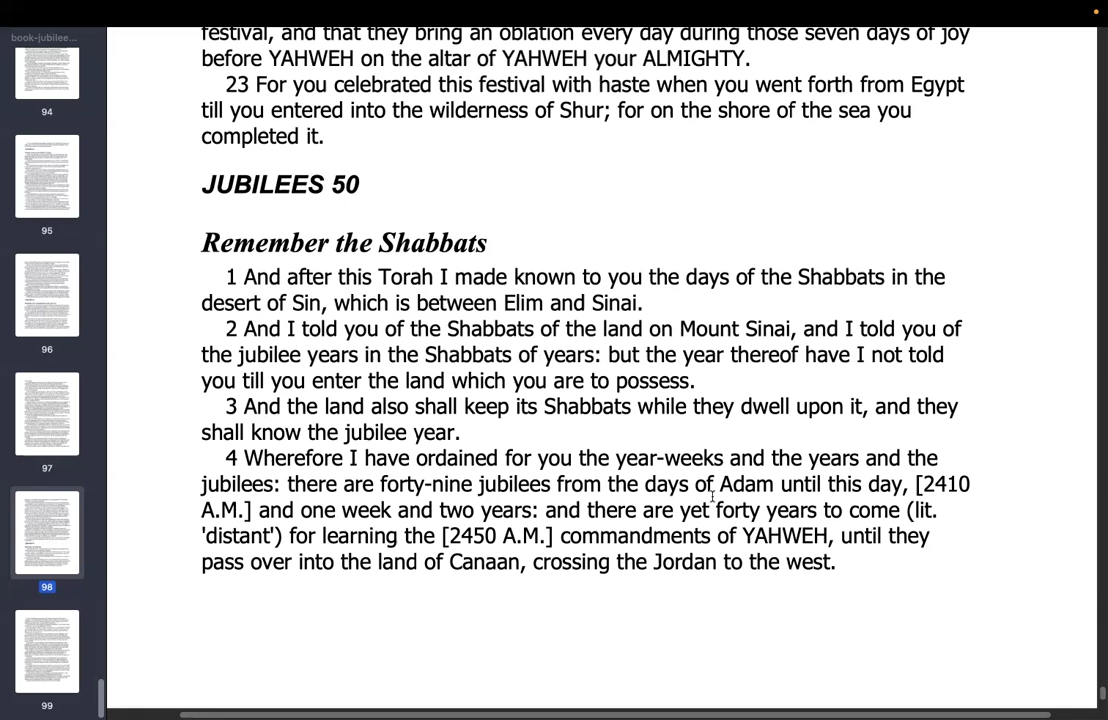 book-jubilee...
94
95
96
97
98
99
festival, and that they bring an oblation every day during those seven days of joy
before YAHWEH on the altar of YAHWEH your ALMIGHTY.
23 For you celebrated this festival with haste when you went forth from Egypt
till you entered into the wilderness of Shur; for on the shore of the sea you
completed it.
JUBILEES 50
Remember the Shabbats
1 And after this Torah I made known to you the days of the Shabbats in the
desert of Sin, which is between Elim and Sinai.
2 And I told you of the Shabbats of the land on Mount Sinai, and I told you of
the jubilee years in the Shabbats of years: but the year thereof have I not told
you till you enter the land which you are to possess.
3 And the land also shall keep its Shabbats while they dwell upon it, and they
shall know the jubilee year.
4 Wherefore I have ordained for you the year-weeks and the years and the
jubilees: there are forty-nine jubilees from the days of Adam until this day, [2410
A.M.] and one week and two years: and there are yet forty years to come (lit.
'distant') for learning the [2450 A.M.] commandments of YAHWEH, until they
pass over into the land of Canaan, crossing the Jordan to the west.